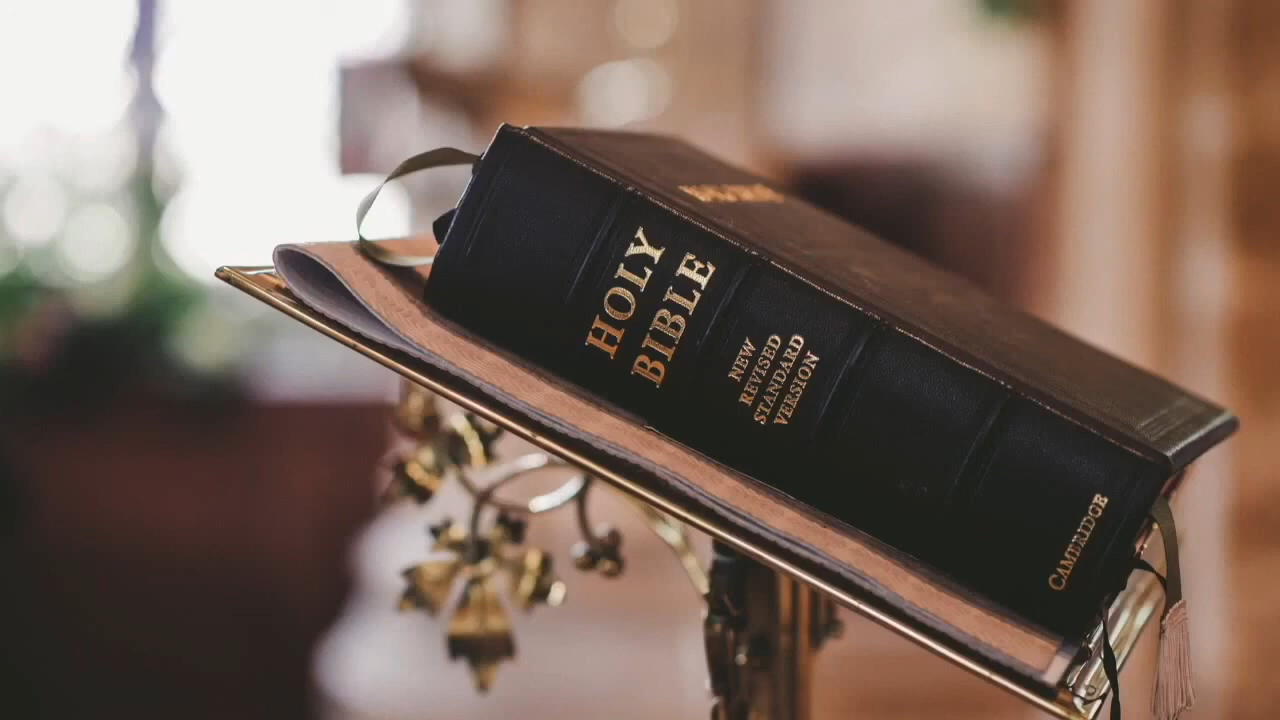 HOLY
BIBLE
NEW
REVISED
STANDARD
VERSION
CAMBRIDGE